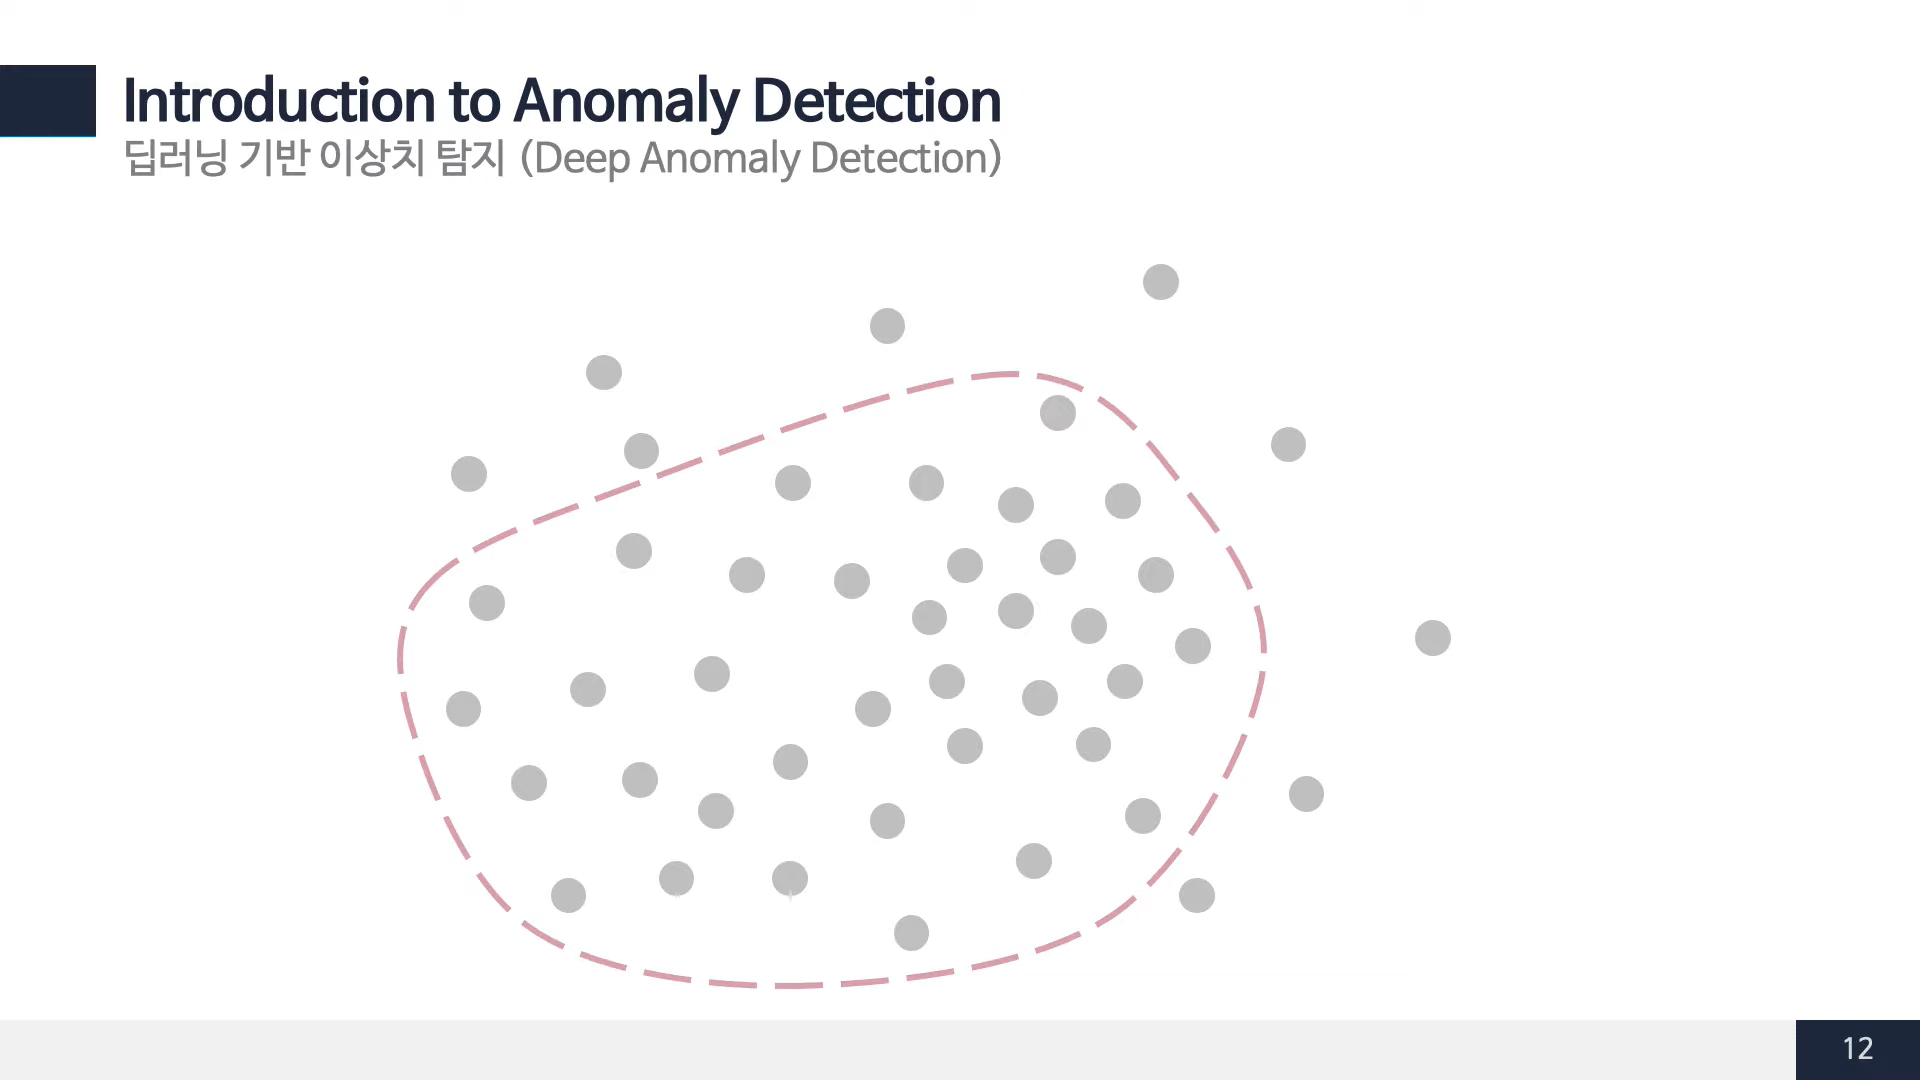 Introduction to Anomaly Detection
딥러닝 기반 이상치 탐지 (Deep Anomaly Detection)
12